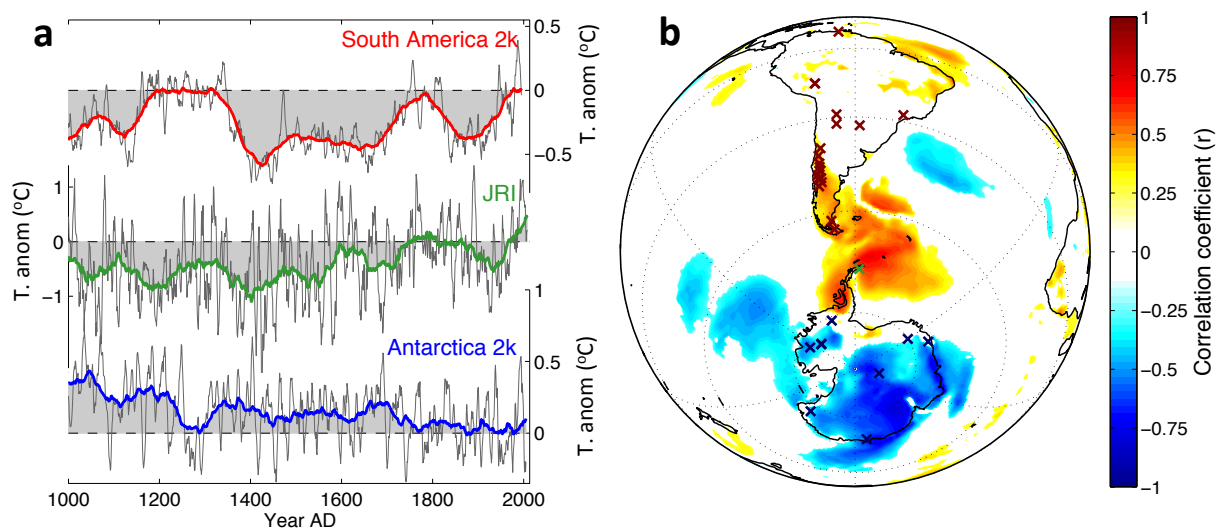 a
South America 2k
0.5
0
−0.5
T. anom (°C)
T. anom (°C)
1
0
−1
JRI
1
0.5
0
T. anom (°C)
Antarctica 2k
1000 1200 1400 1600 1800 2000
Year AD
b
1
0.75
0.5
0.25
0
−0.25
−0.5
−0.75
−1
Correlation coefficient (r)